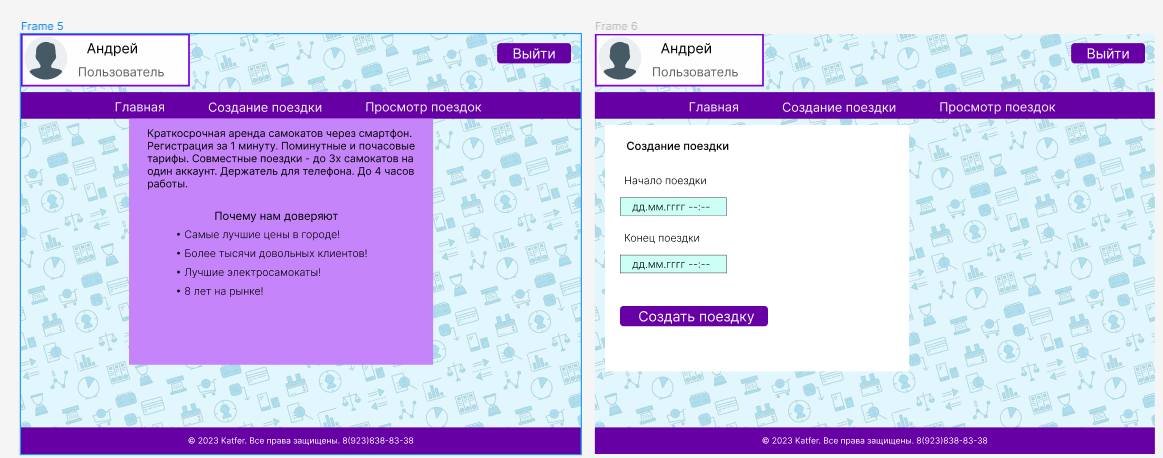 Frame 5
Андрей
Пользователь
Выйти
Главная
Создание поездки
Просмотр поездок
Краткосрочная аренда самокатов через смартфон.
Регистрация за 1 минуту. Поминутные и почасовые
тарифы. Совместные поездки - до 3х самокатов на
один аккаунт. Держатель для телефона. До 4 часов
работы.
Почему нам доверяют
• Самые лучшие цены в городе!
• Более тысячи довольных клиентов!
• Лучшие электросамокаты!
• 8 лет на рынке!
© 2023 Katfer. Все права защищены. 8(923)838-83-38
Frame 6
Андрей
Пользователь
Выйти
Главная
Создание поездки
Просмотр поездок
Создание поездки
Начало поездки
дд.мм.гггг --:--
Конец поездки
дд.мм.гггг --:--
Создать поездку
© 2023 Katfer. Все права защищены. 8(923)838-83-38